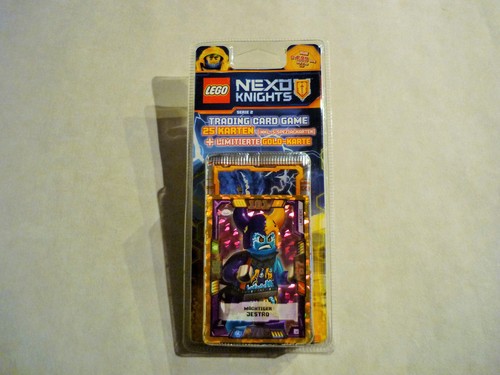 LEGO
NEXO
KNIGHTS
SERIE 2
TRADING CARD GAME
25 KARTEN
+ LIMITIERTE GOLD-KARTE
MÄCHTIGER
JESTRO